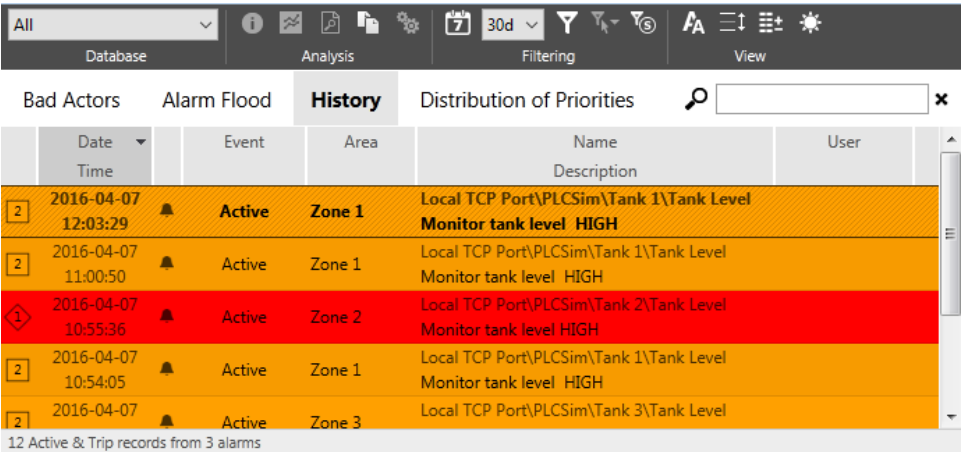 All
7
30d
S
AA
Database
Analysis
Filtering
View
Bad Actors
Alarm Flood
History
Distribution of Priorities
Date
Event
Area
Name
User
Time
Description
2
2016-04-07
12:03:29
Active
Zone 1
Local TCP Port\PLCSim\Tank 1\Tank Level
Monitor tank level  HIGH
2
2016-04-07
11:00:50
Active
Zone 1
Local TCP Port\PLCSim\Tank 1\Tank Level
Monitor tank level  HIGH
1
2016-04-07
10:55:36
Active
Zone 2
Local TCP Port\PLCSim\Tank 2\Tank Level
Monitor tank level HIGH
2
2016-04-07
10:54:05
Active
Zone 1
Local TCP Port\PLCSim\Tank 1\Tank Level
Monitor tank level  HIGH
2
2016-04-07
Active
Zone 3
Local TCP Port\PLCSim\Tank 3\Tank Level
12 Active & Trip records from 3 alarms